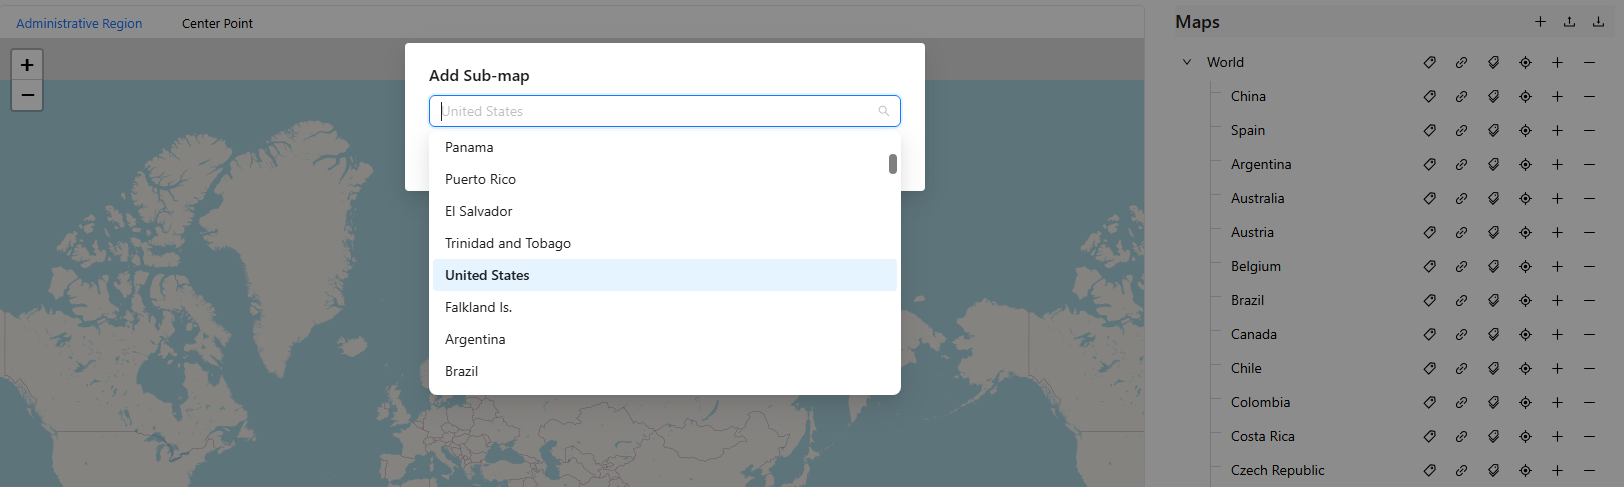 Administrative Region
Center Point
+
−
Add Sub-map
United States
Panama
Puerto Rico
El Salvador
Trinidad and Tobago
United States
Falkland Is.
Argentina
Brazil
Maps
World
China
Spain
Argentina
Australia
Austria
Belgium
Brazil
Canada
Chile
Colombia
Costa Rica
Czech Republic